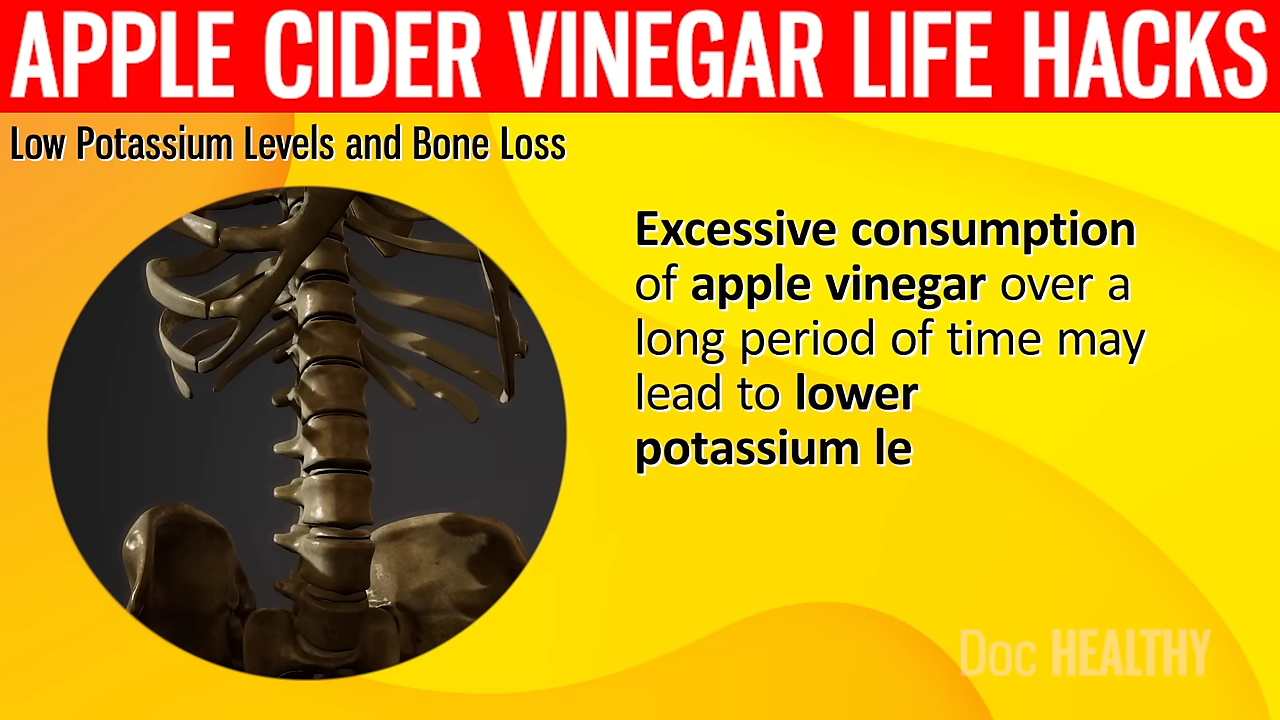 APPLE CIDER VINEGAR LIFE HACKS
Low Potassium Levels and Bone Loss
Excessive consumption
of apple vinegar over a
long period of time may
lead to lower
potassium le
Doc HEALTHY